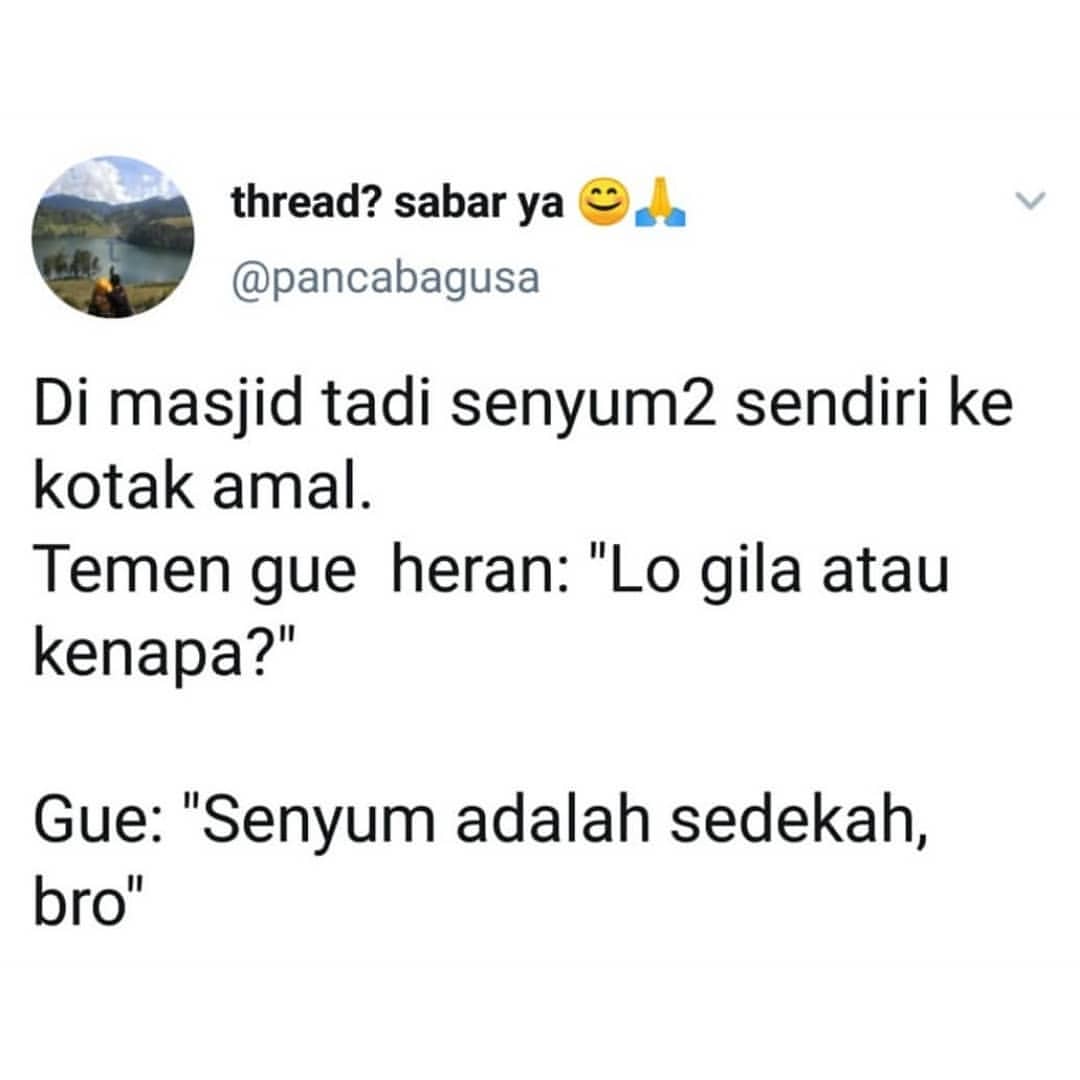 thread? sabar ya 😊🙏
@pancabagusa
Di masjid tadi senyum2 sendiri ke
kotak amal.
Temen gue  heran: "Lo gila atau
kenapa?"
Gue: "Senyum adalah sedekah,
bro"